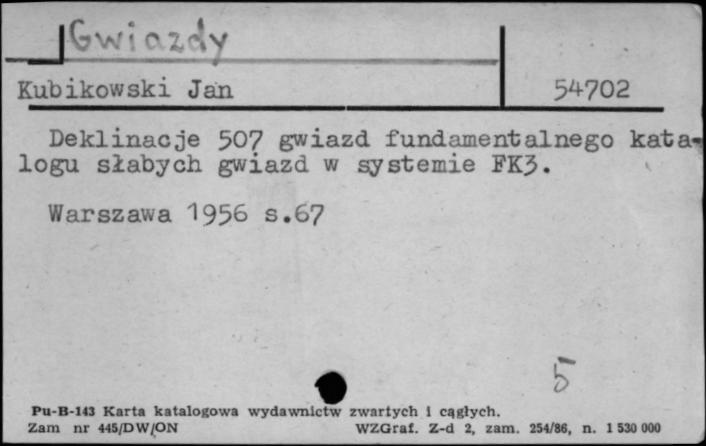 Gwiazdy
Kubikowski Jan 54702
Deklinacje 507 gwiazd fundamentalnego kata-
logu słabych gwiazd w systemie FK3.
Warszawa 1956 s.67
5
Pu-B-143 Karta katalogowa wydawnictw zwartych i cągłych.
Zam nr 445/DW/ON WZGraf. Z-d 2, zam. 254/86, n. 1 530 000